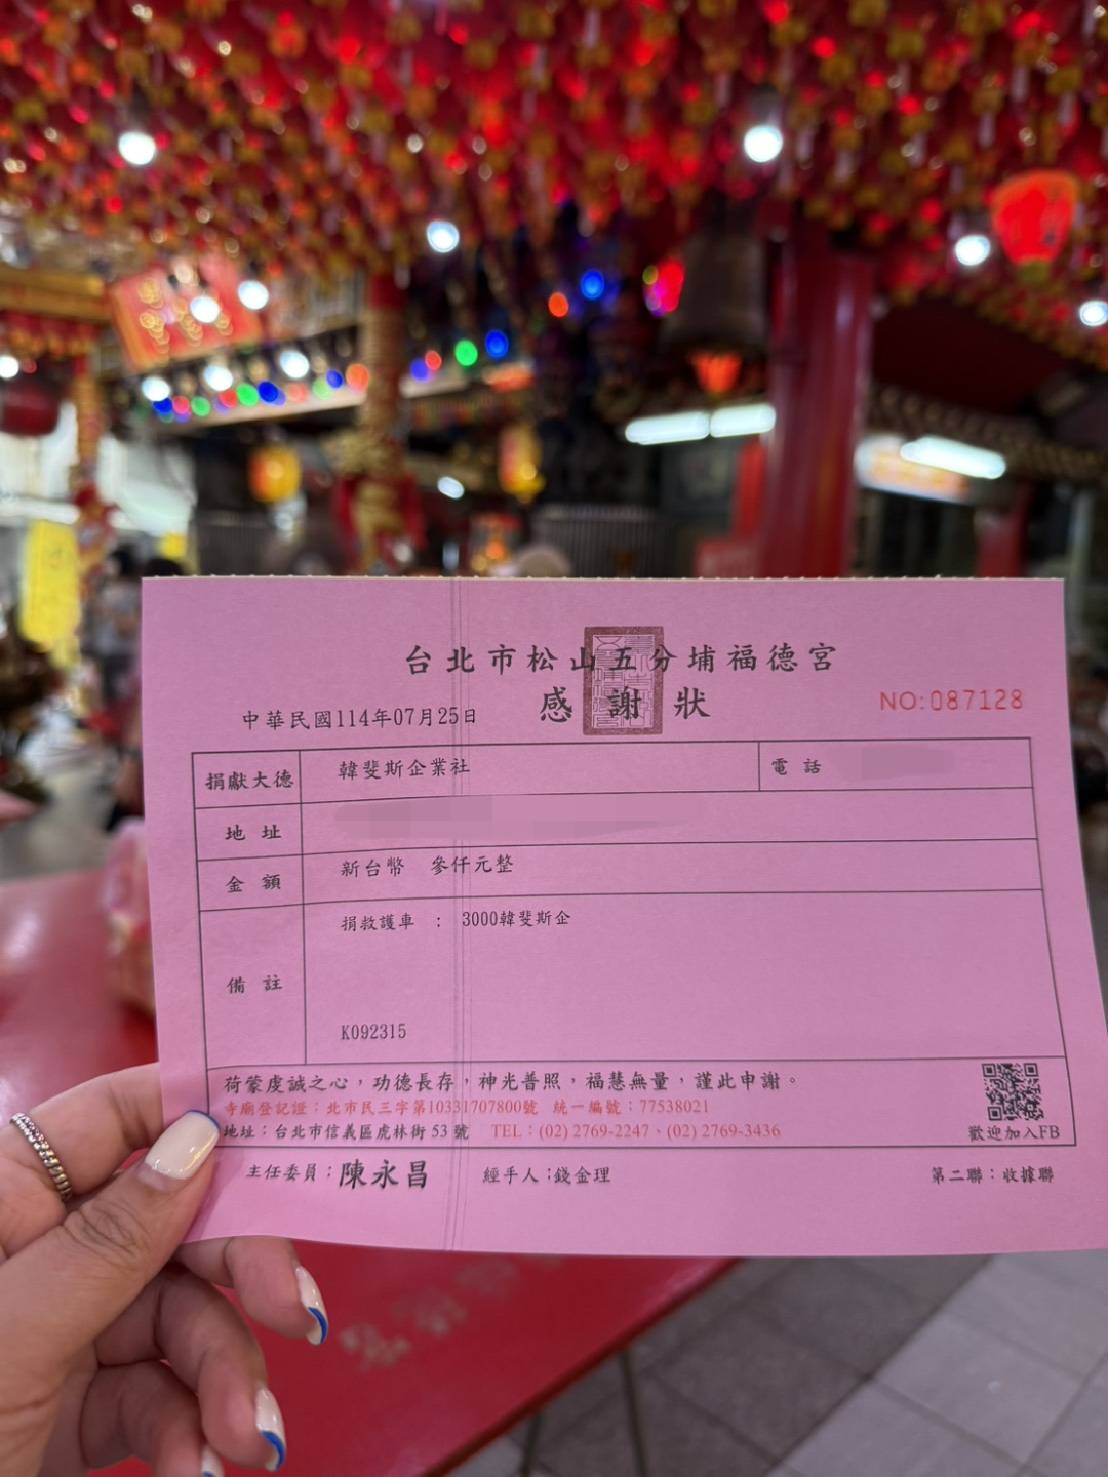 台北市松山五分埔福德宮
中華民國114年07月25日
感謝狀
NO:087128
捐獻大德 韓斐斯企業社 電話
地址
金額 新台幣 參仟元整
備註 捐救護車 : 3000韓斐斯企
K092315
荷蒙虔誠之心，功德長存，神光普照，福慧無量，謹此申謝。
寺廟登記證：北市民三字第10331707800號 統一編號：77538021
地址：台北市信義區虎林街53號 TEL：(02) 2769-2247、(02) 2769-3436
歡迎加入FB
主任委員：陳永昌 經手人：錢金理 第二聯：收據聯